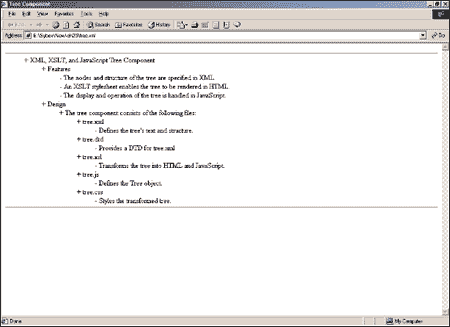 Tree Component
File Edit View Favorites Tools Help
Back Search Favorites History
Address Go
+ XML, XSLT, and JavaScript Tree Component
+ Features
- The nodes and structure of the tree are specified in XML.
- An XSLT stylesheet enables the tree to be rendered in HTML.
- The display and operation of the tree is handled in JavaScript.
+ Design
+ The tree component consists of the following files:
+ tree.xml
- Defines the tree's text and structure.
+ tree.dtd
- Provides a DTD for tree.xml
+ tree.xsl
- Transforms the tree into HTML and JavaScript.
+ tree.js
- Defines the Tree object.
+ tree.css
- Styles the transformed tree.
Done My Computer